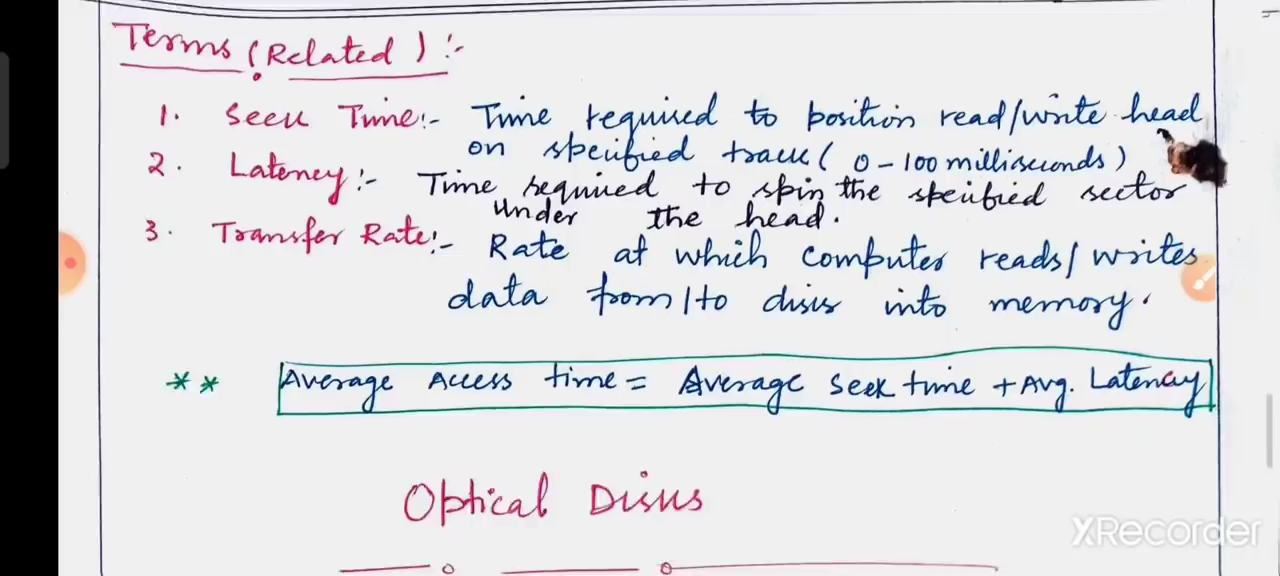 Terms (Related) :-
1. Seek Time:- Time required to position read/write head
on specified track ( 0-100 milliseconds)
2. Latency:- Time required to spin the specified sector
under the head.
3. Transfer Rate:- Rate at which computer reads/writes
data from/to disks into memory.
** Average Access time = Average seek time + Avg. Latency
Optical Disks
XRecorder